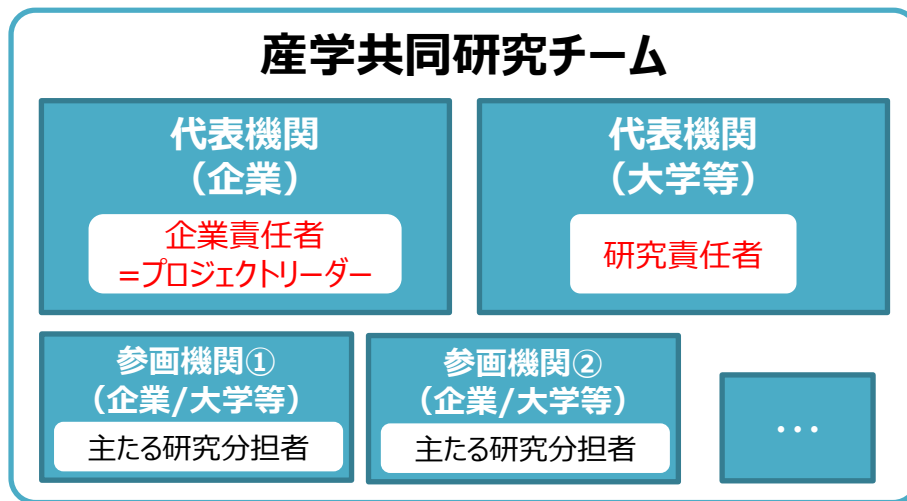 産学共同研究チーム
代表機関
（企業）
企業責任者
=プロジェクトリーダー
代表機関
（大学等）
研究責任者
参画機関①
（企業/大学等）
主たる研究分担者
参画機関②
（企業/大学等）
主たる研究分担者
…